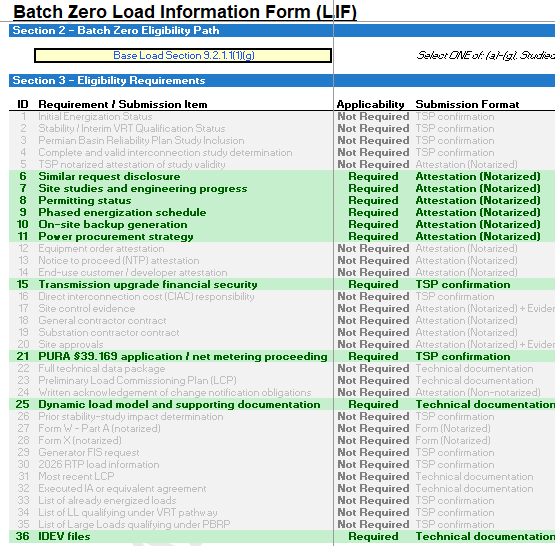 Batch Zero Load Information Form (LIF)
Section 2 - Batch Zero Eligibility Path
Base Load Section 9.2.1.1(1)(g) Select ONE of: (a)-(g), Studied
Section 3 - Eligibility Requirements
ID Requirement / Submission Item Applicability Submission Format
1 Initial Energization Status Not Required TSP confirmation
2 Stability / Interim VRT Qualification Status Not Required TSP confirmation
3 Permian Basin Reliability Plan Study Inclusion Not Required TSP confirmation
4 Complete and valid interconnection study determination Not Required TSP confirmation
5 TSP notarized attestation of study validity Not Required Attestation (Notarized)
6 Similar request disclosure Required Attestation (Notarized)
7 Site studies and engineering progress Required Attestation (Notarized)
8 Permitting status Required Attestation (Notarized)
9 Phased energization schedule Required Attestation (Notarized)
10 On-site backup generation Required Attestation (Notarized)
11 Power procurement strategy Required Attestation (Notarized)
12 Equipment order attestation Not Required Attestation (Notarized)
13 Notice to proceed (NTP) attestation Not Required Attestation (Notarized)
14 End-use customer / developer attestation Not Required Attestation (Notarized)
15 Transmission upgrade financial security Required TSP confirmation
16 Direct interconnection cost (CIAC) responsibility Not Required TSP confirmation
17 Site control evidence Not Required Attestation (Notarized) + Eviden
18 General contractor contract Not Required Attestation (Notarized)
19 Substation contractor contract Not Required Attestation (Notarized)
20 Site approvals Not Required Attestation (Notarized) + Eviden
21 PURA §39.169 application / net metering proceeding Required TSP confirmation
22 Full technical data package Not Required Technical documentation
23 Preliminary Load Commissioning Plan (LCP) Not Required Technical documentation
24 Written acknowledgement of change notification obligations Not Required Attestation (Non-notarized)
25 Dynamic load model and supporting documentation Required Technical documentation
26 Prior stability-study impact determination Not Required TSP confirmation
27 Form W - Part A (notarized) Not Required Form (Notarized)
28 Form X (notarized) Not Required Form (Notarized)
29 Generator FIS request Not Required TSP confirmation
30 2026 RTP load information Not Required TSP confirmation
31 Most recent LCP Not Required Technical documentation
32 Executed IA or equivalent agreement Not Required Technical documentation
33 List of already energized loads Not Required TSP confirmation
34 List of LL qualifying under VRT pathway Not Required TSP confirmation
35 List of Large Loads qualifying under PBRP Not Required TSP confirmation
36 IDEV files Required Technical documentation